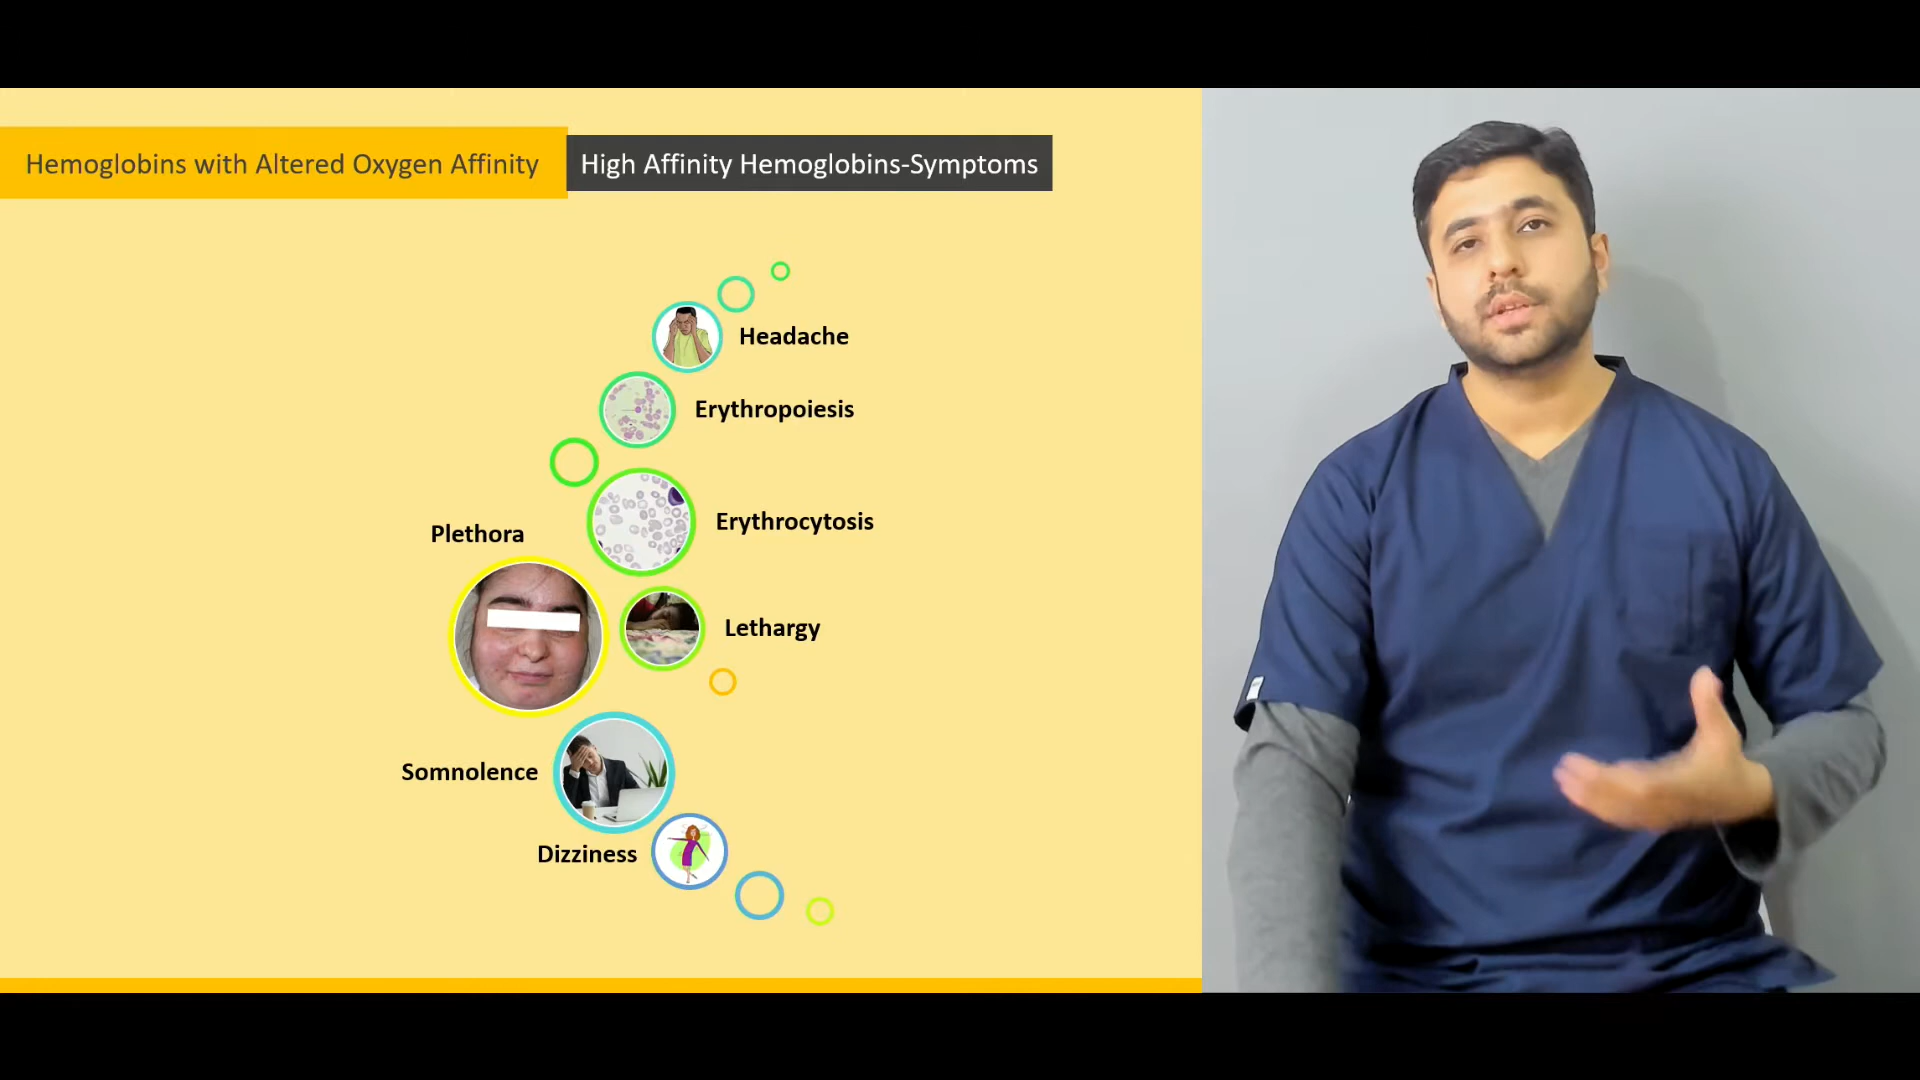 Hemoglobins with Altered Oxygen Affinity
High Affinity Hemoglobins-Symptoms
Headache
Erythropoiesis
Erythrocytosis
Plethora
Lethargy
Somnolence
Dizziness